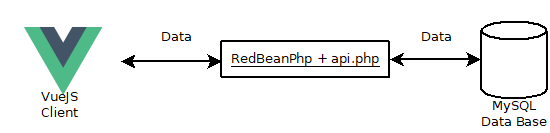 Data
Data
RedBeanPhp + api.php
VueJS
Client
MySQL
Data Base